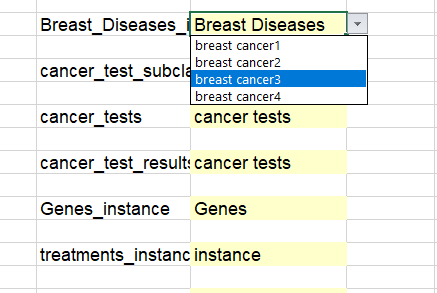 Breast_Diseases_i Breast Diseases
breast cancer1
breast cancer2
cancer_test_subcla breast cancer3
breast cancer4
cancer_tests cancer tests
cancer_test_results cancer tests
Genes_instance Genes
treatments_instanc instance